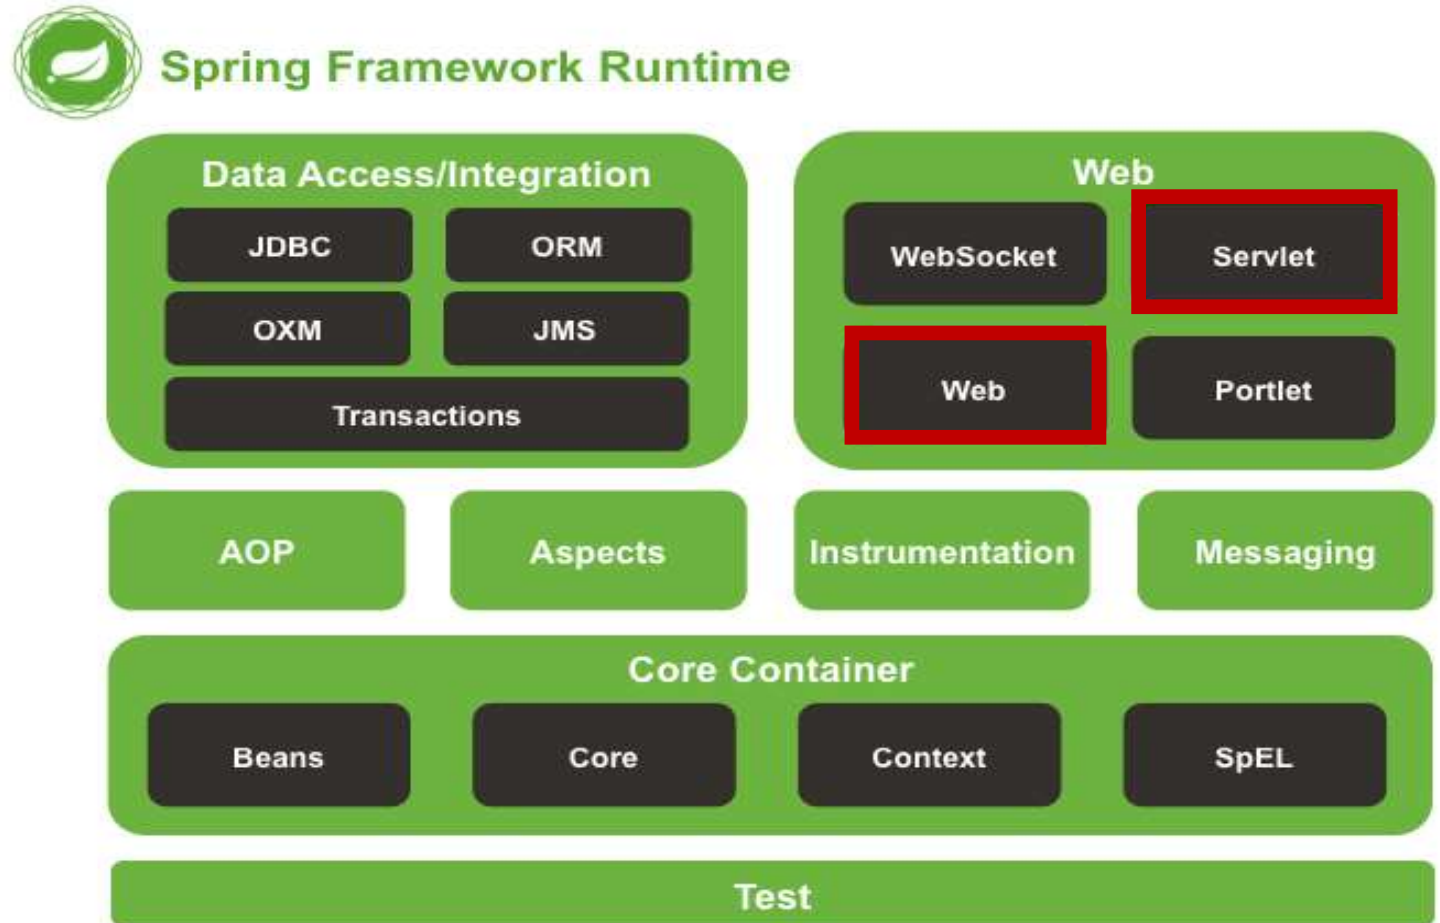 Spring Framework Runtime
Data Access/Integration
JDBC
ORM
OXM
JMS
Transactions
Web
WebSocket
Servlet
Web
Portlet
AOP
Aspects
Instrumentation
Messaging
Core Container
Beans
Core
Context
SpEL
Test